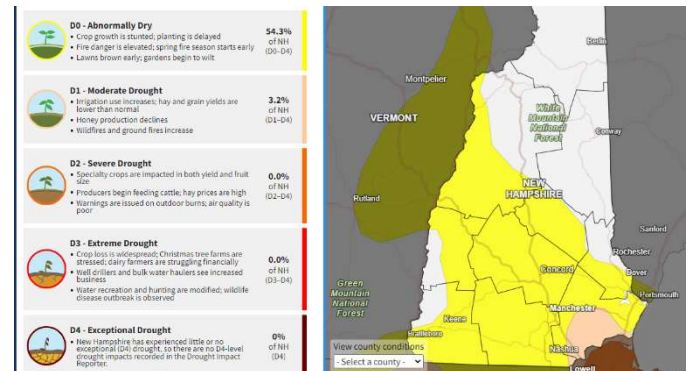 D0 - Abnormally Dry
• Crop growth is stunted; planting is delayed
• Fire danger is elevated; spring fire season starts early
• Lawns brown early; gardens begin to wilt
54.3%
of NH
(D0–D4)
D1 - Moderate Drought
• Irrigation use increases; hay and grain yields are
lower than normal
• Honey production declines
• Wildfires and ground fires increase
3.2%
of NH
(D1–D4)
D2 - Severe Drought
• Specialty crops are impacted in both yield and fruit
size
• Producers begin feeding cattle; hay prices are high
• Warnings are issued on outdoor burns; air quality is
poor
0.0%
of NH
(D2–D4)
D3 - Extreme Drought
• Crop loss is widespread; Christmas tree farms are
stressed; dairy farmers are struggling financially
• Well drillers and bulk water haulers see increased
business
• Water recreation and hunting are modified; wildlife
disease outbreak is observed
0.0%
of NH
(D3–D4)
D4 - Exceptional Drought
• New Hampshire has experienced little or no
exceptional (D4) drought, so there are no D4-level
drought impacts recorded in the Drought Impact
Reporter.
0%
of NH
(D4)
Berlin
Montpelier
VERMONT
White
Mountain
National
Forest
Conway
NEW
HAMPSHIRE
Rutland
Sanford
Rochester
Concord
Dover
Portsmouth
Green
Mountain
National
Forest
Manchester
Keene
Brattleboro
Nashua
View county conditions
- Select a county -
Lowell